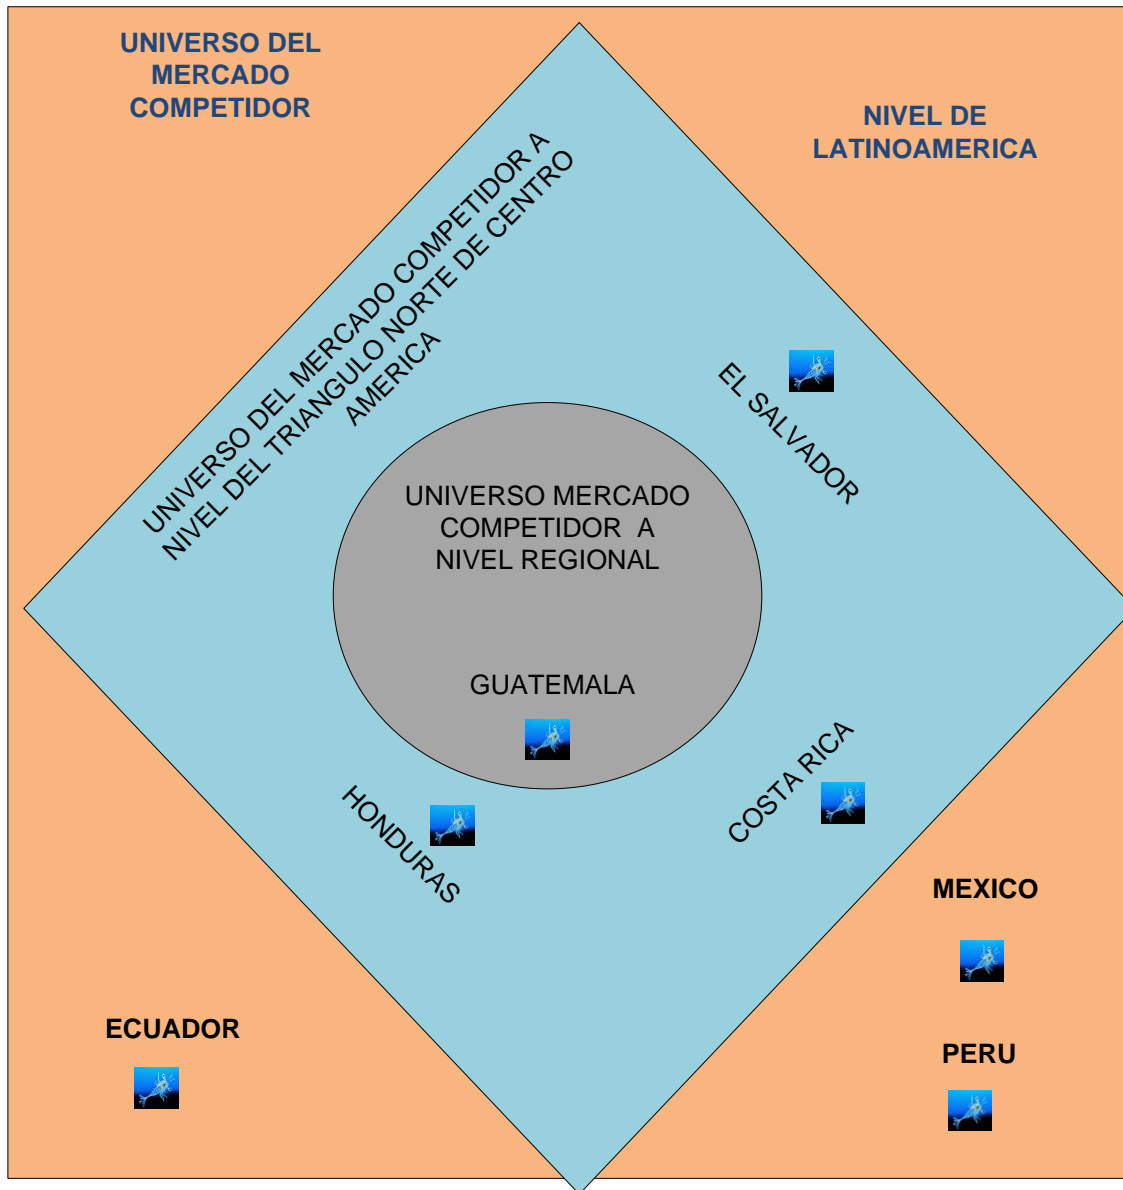 UNIVERSO DEL
MERCADO
COMPETIDOR
NIVEL DE
LATINOAMERICA
UNIVERSO DEL MERCADO COMPETIDOR A
NIVEL DEL TRIANGULO NORTE DE CENTRO
AMERICA
EL SALVADOR
UNIVERSO MERCADO
COMPETIDOR A
NIVEL REGIONAL
GUATEMALA
HONDURAS
COSTA RICA
MEXICO
ECUADOR
PERU